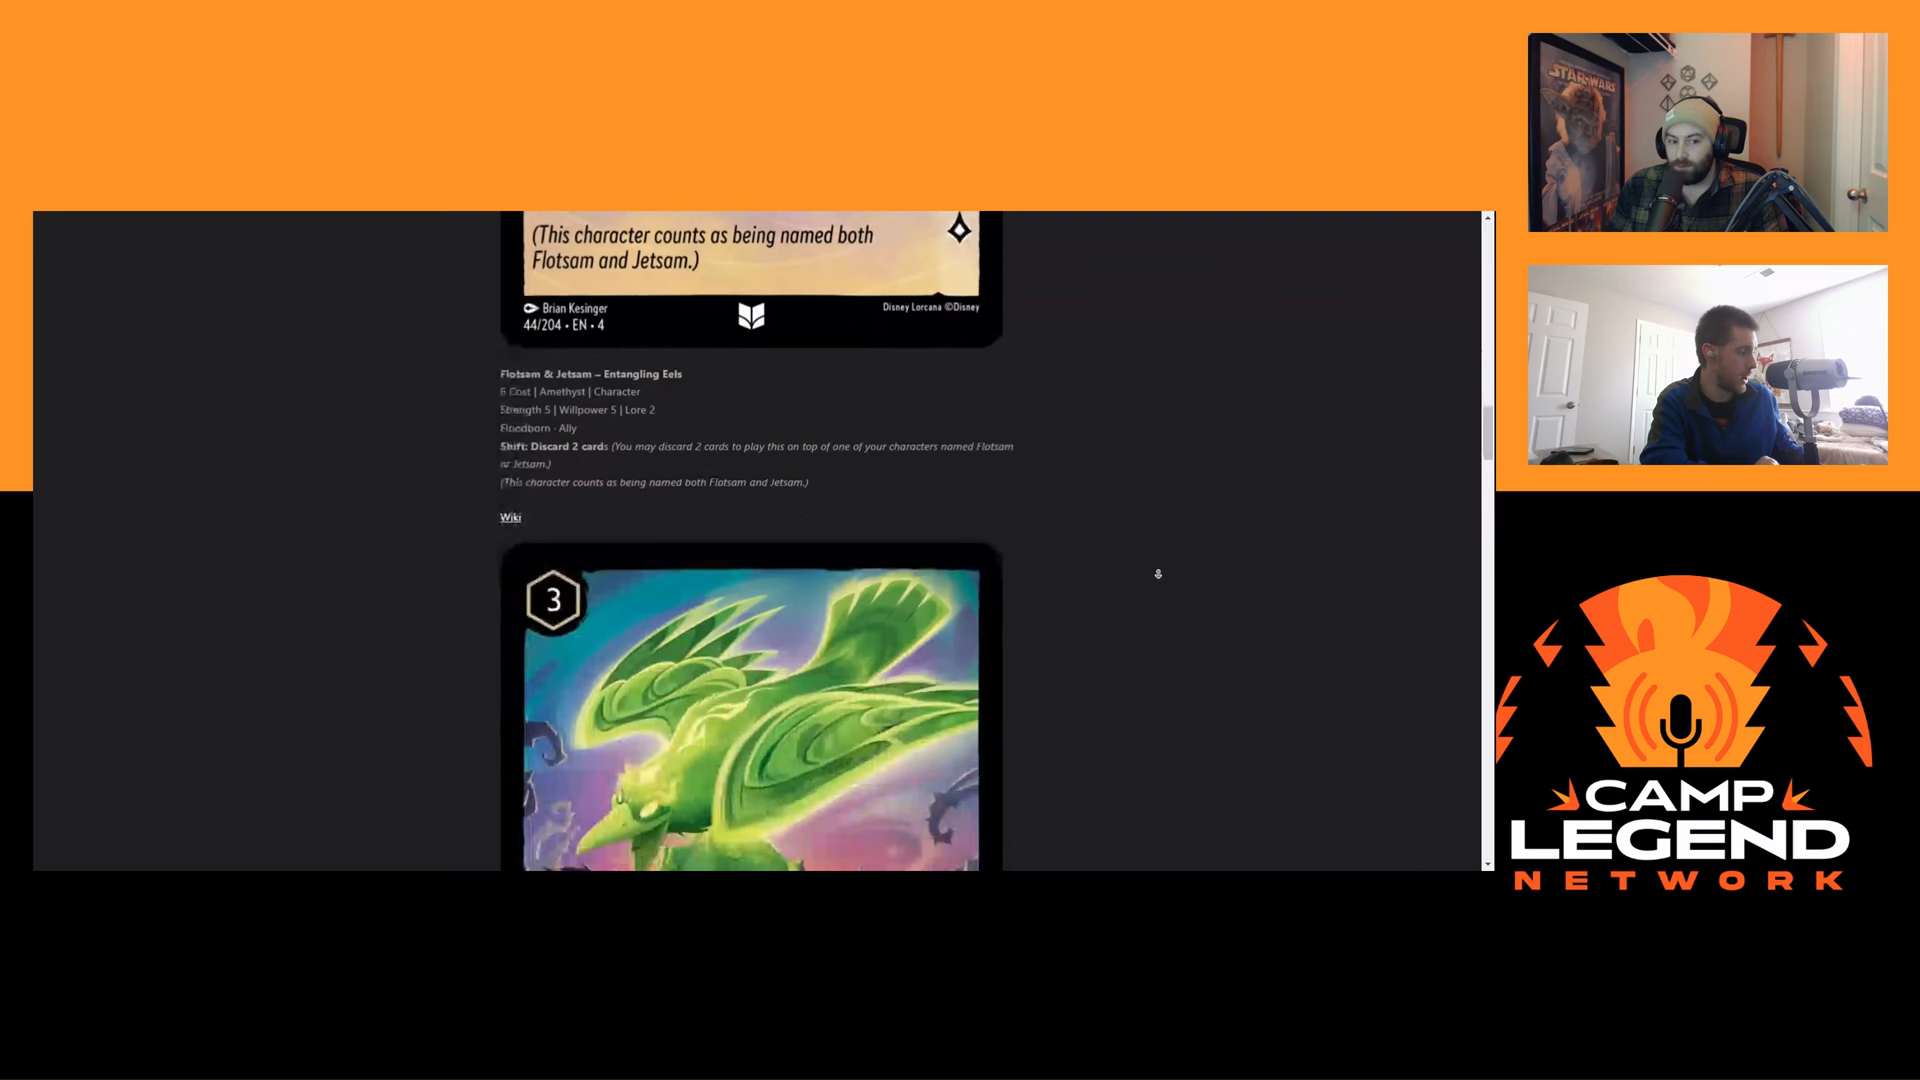 (This character counts as being named both
Flotsam and Jetsam.)
Brian Kesinger
44/204 • EN • 4
Disney Lorcana ©Disney
Flotsam & Jetsam – Entangling Eels
Cost | Amethyst | Character
Strength 5 | Willpower 5 | Lore 2
Floodborn - Ally
Shift: Discard 2 cards (You may discard 2 cards to play this on top of one of your characters named Flotsam
or Jetsam.)
(This character counts as being named both Flotsam and Jetsam.)
Wiki
3
STAR WARS
CAMP
LEGEND
NETWORK